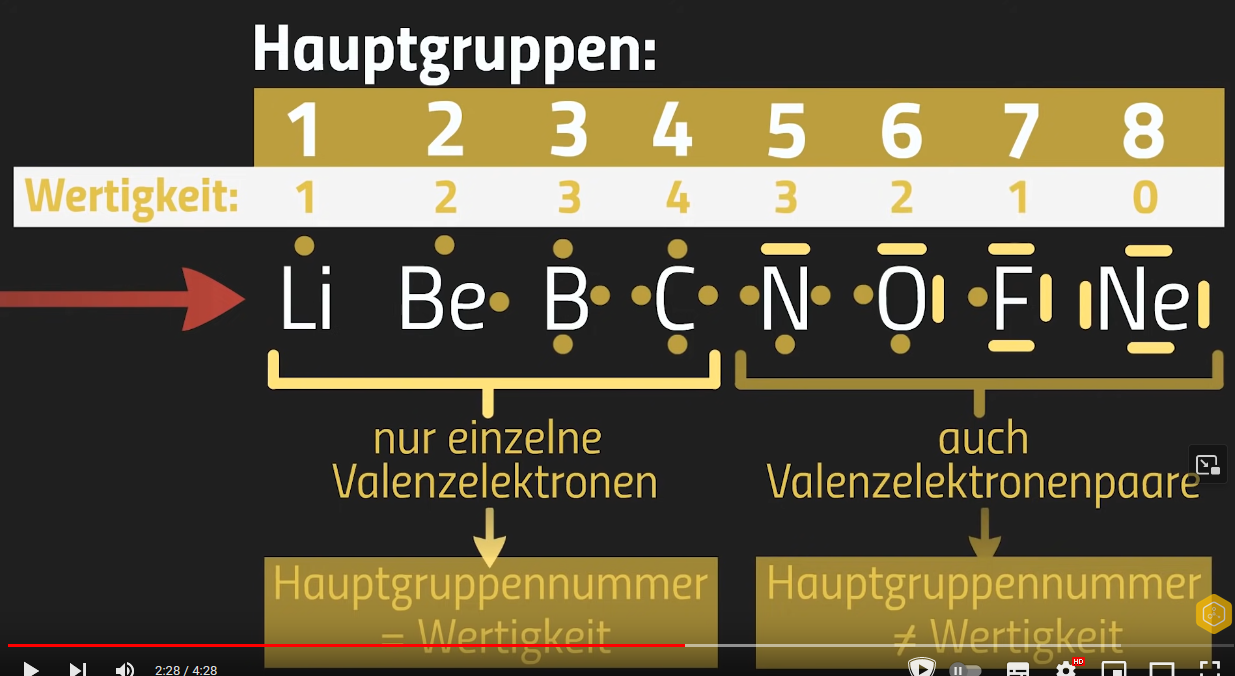 Hauptgruppen:
1 2 3 4 5 6 7 8
Wertigkeit: 1 2 3 4 3 2 1 0
Li Be B C N O F Ne
nur einzelne
Valenzelektronen
auch
Valenzelektronenpaare
Hauptgruppennummer
= Wertigkeit
Hauptgruppennummer
≠ Wertigkeit
2:28 / 4:28
HD